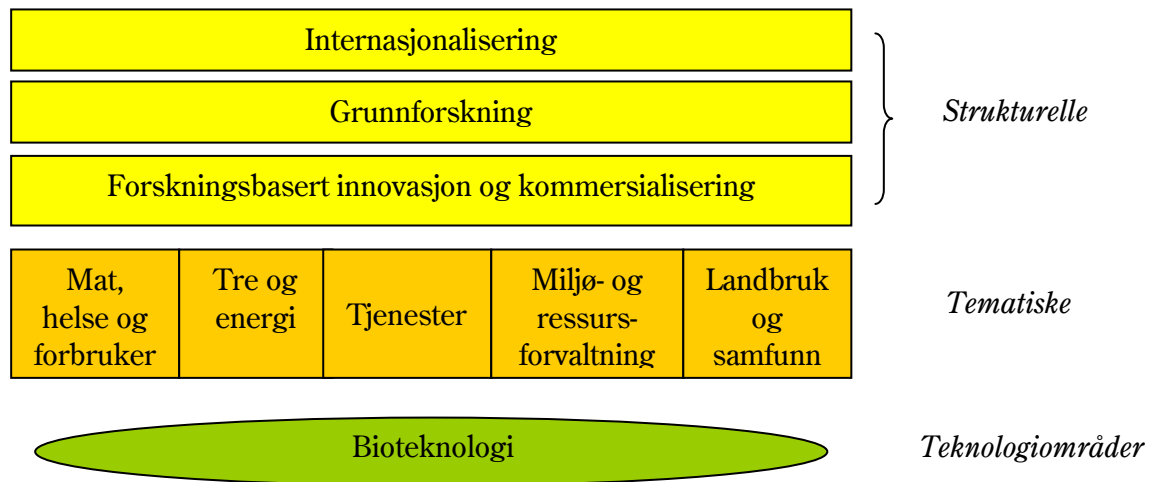 Internasjonalisering
Grunnforskning
Strukturelle
Forskningsbasert innovasjon og kommersialisering
Mat,
helse og
forbruker
Tre og
energi
Tjenester
Miljø- og
ressurs-
forvaltning
Landbruk
og
samfunn
Tematiske
Bioteknologi
Teknologiområder